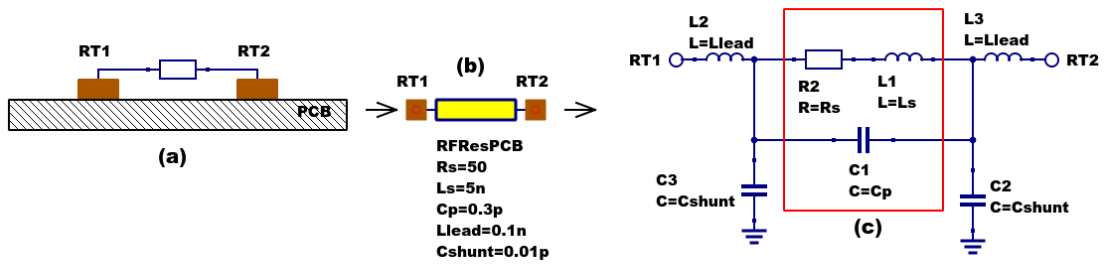 RT1
RT2
PCB
(a)
(b)
RT1
RT2
RFResPCB
Rs=50
Ls=5n
Cp=0.3p
Llead=0.1n
Cshunt=0.01p
L2
L=Llead
L3
L=Llead
RT1
RT2
R2
R=Rs
L1
L=Ls
C1
C=Cp
C3
C=Cshunt
C2
C=Cshunt
(c)